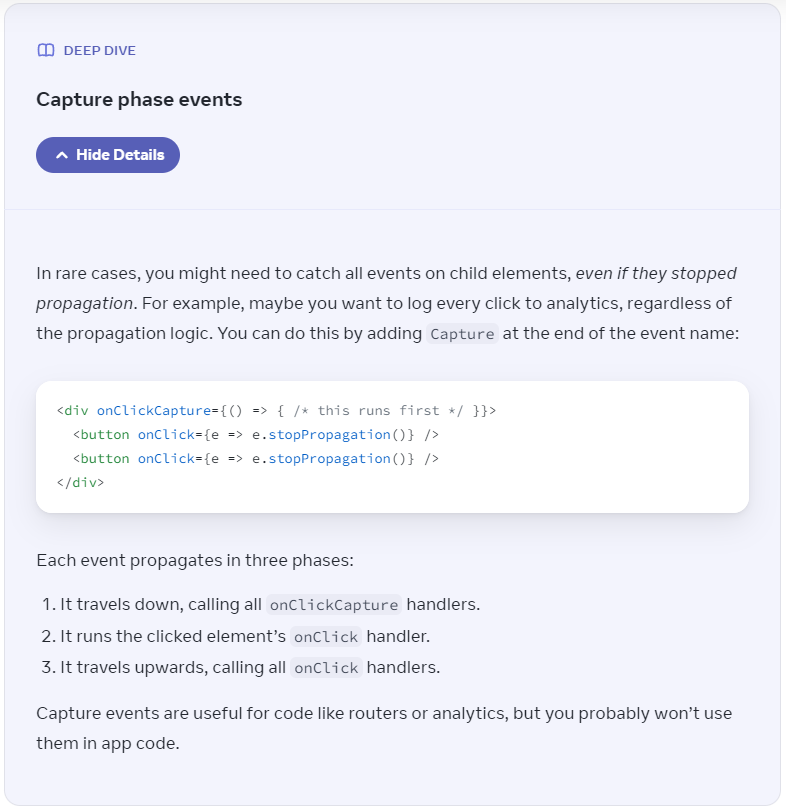 DEEP DIVE
Capture phase events
Hide Details
In rare cases, you might need to catch all events on child elements, even if they stopped
propagation. For example, maybe you want to log every click to analytics, regardless of
the propagation logic. You can do this by adding Capture at the end of the event name:
<div onClickCapture={() => { /* this runs first */ }}>
  <button onClick={e => e.stopPropagation()} />
  <button onClick={e => e.stopPropagation()} />
</div>
Each event propagates in three phases:
1. It travels down, calling all onClickCapture handlers.
2. It runs the clicked element’s onClick handler.
3. It travels upwards, calling all onClick handlers.
Capture events are useful for code like routers or analytics, but you probably won’t use
them in app code.